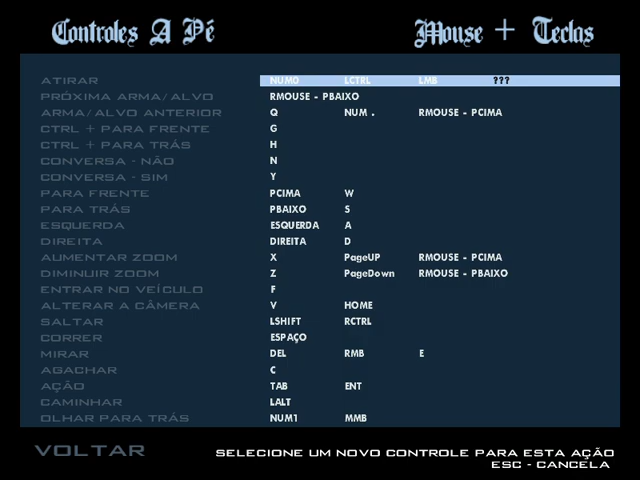 Controles A Pé Mouse + Teclas
ATIRAR NUM0 LCTRL LMB ???
PRÓXIMA ARMA/ALVO RMOUSE - PBAIXO
ARMA/ALVO ANTERIOR Q NUM . RMOUSE - PCIMA
CTRL + PARA FRENTE G
CTRL + PARA TRÁS H
CONVERSA - NÃO N
CONVERSA - SIM Y
PARA FRENTE PCIMA W
PARA TRÁS PBAIXO S
ESQUERDA ESQUERDA A
DIREITA DIREITA D
AUMENTAR ZOOM X PageUP RMOUSE - PCIMA
DIMINUIR ZOOM Z PageDown RMOUSE - PBAIXO
ENTRAR NO VEÍCULO F
ALTERAR A CÂMERA V HOME
SALTAR LSHIFT RCTRL
CORRER ESPAÇO
MIRAR DEL RMB E
AGACHAR C
AÇÃO TAB ENT
CAMINHAR LALT
OLHAR PARA TRÁS NUM1 MMB
VOLTAR SELECIONE UM NOVO CONTROLE PARA ESTA AÇÃO
ESC - CANCELA